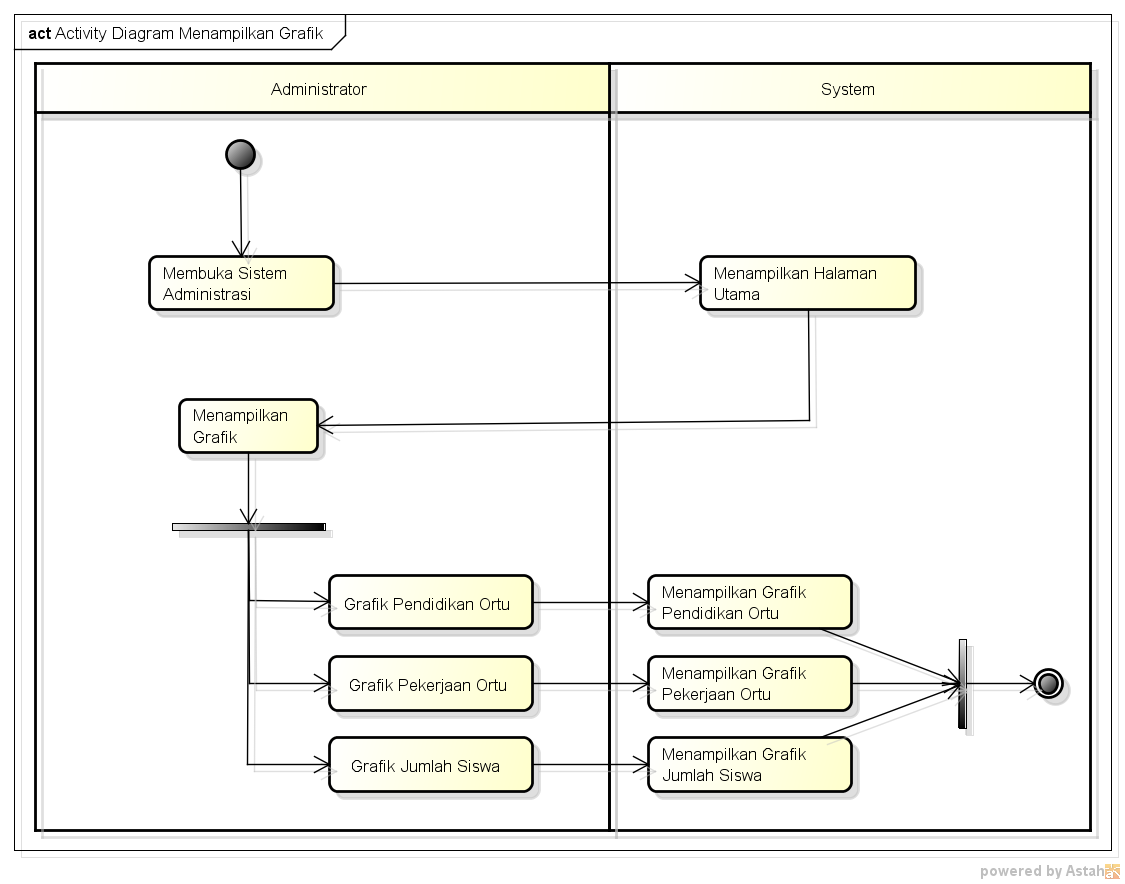 act Activity Diagram Menampilkan Grafik
Administrator
System
Membuka Sistem
Administrasi
Menampilkan Halaman
Utama
Menampilkan
Grafik
Grafik Pendidikan Ortu
Menampilkan Grafik
Pendidikan Ortu
Grafik Pekerjaan Ortu
Menampilkan Grafik
Pekerjaan Ortu
Grafik Jumlah Siswa
Menampilkan Grafik
Jumlah Siswa
powered by Astah